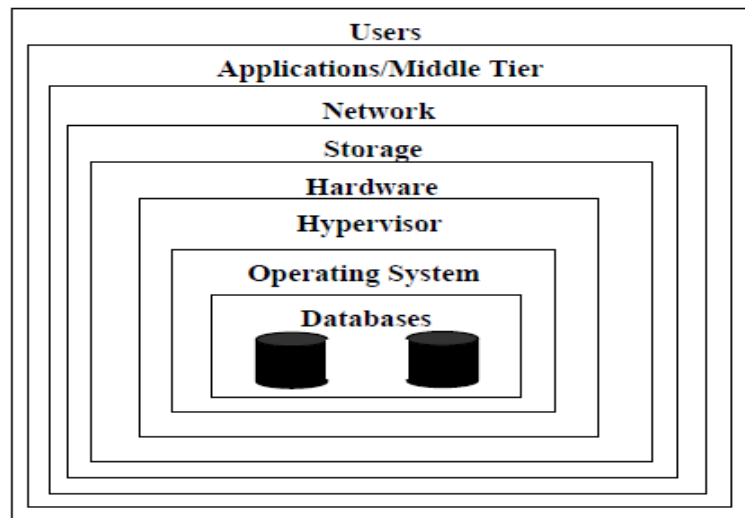 Users
Applications/Middle Tier
Network
Storage
Hardware
Hypervisor
Operating System
Databases